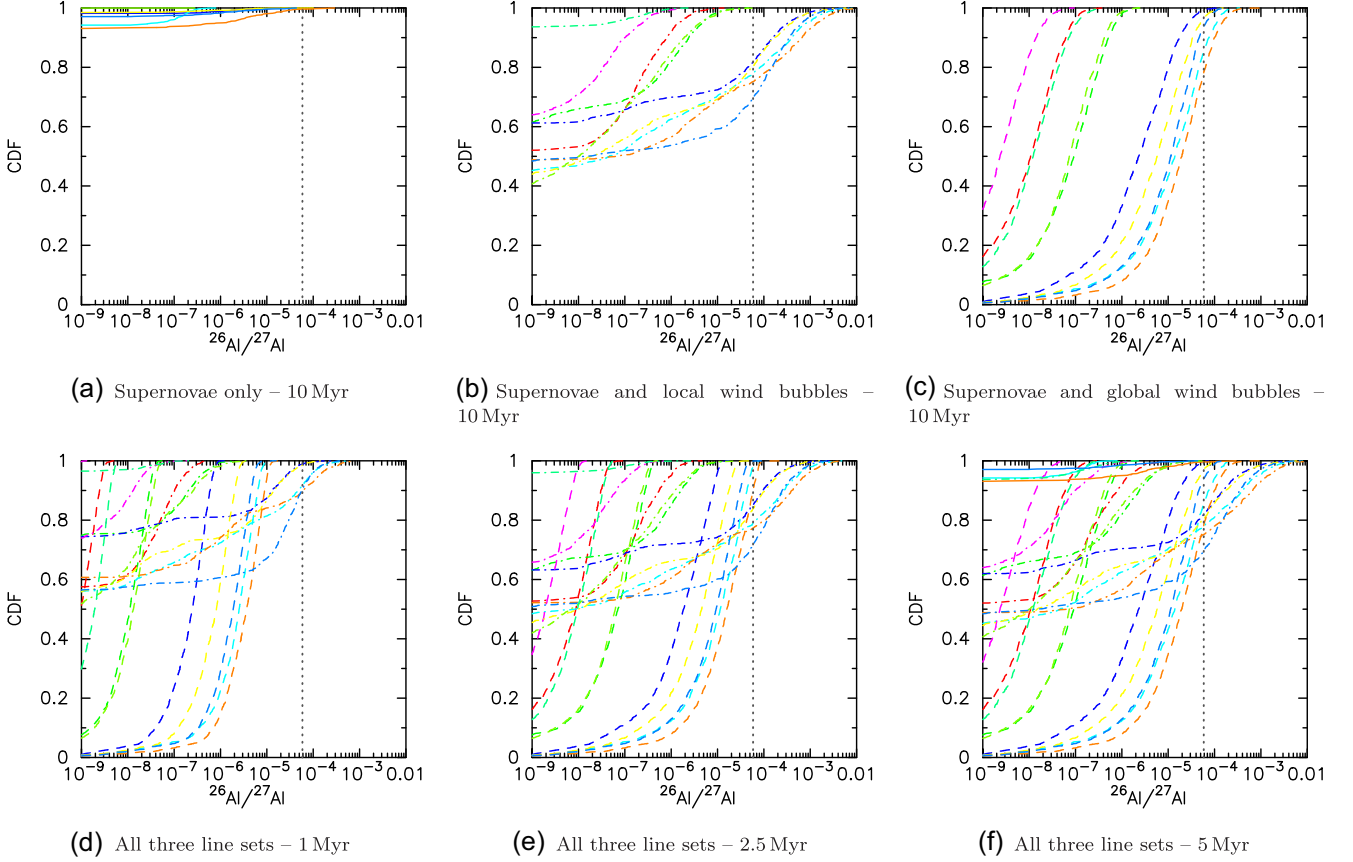 CDF
1
0.8
0.6
0.4
0.2
0
10⁻⁹ 10⁻⁸ 10⁻⁷ 10⁻⁶ 10⁻⁵ 10⁻⁴ 10⁻³ 0.01
²⁶Al/²⁷Al
(a) Supernovae only – 10 Myr
CDF
1
0.8
0.6
0.4
0.2
0
10⁻⁹ 10⁻⁸ 10⁻⁷ 10⁻⁶ 10⁻⁵ 10⁻⁴ 10⁻³ 0.01
²⁶Al/²⁷Al
(b) Supernovae and local wind bubbles –
10 Myr
CDF
1
0.8
0.6
0.4
0.2
0
10⁻⁹ 10⁻⁸ 10⁻⁷ 10⁻⁶ 10⁻⁵ 10⁻⁴ 10⁻³ 0.01
²⁶Al/²⁷Al
(c) Supernovae and global wind bubbles –
10 Myr
CDF
1
0.8
0.6
0.4
0.2
0
10⁻⁹ 10⁻⁸ 10⁻⁷ 10⁻⁶ 10⁻⁵ 10⁻⁴ 10⁻³ 0.01
²⁶Al/²⁷Al
(d) All three line sets – 1 Myr
CDF
1
0.8
0.6
0.4
0.2
0
10⁻⁹ 10⁻⁸ 10⁻⁷ 10⁻⁶ 10⁻⁵ 10⁻⁴ 10⁻³ 0.01
²⁶Al/²⁷Al
(e) All three line sets – 2.5 Myr
CDF
1
0.8
0.6
0.4
0.2
0
10⁻⁹ 10⁻⁸ 10⁻⁷ 10⁻⁶ 10⁻⁵ 10⁻⁴ 10⁻³ 0.01
²⁶Al/²⁷Al
(f) All three line sets – 5 Myr